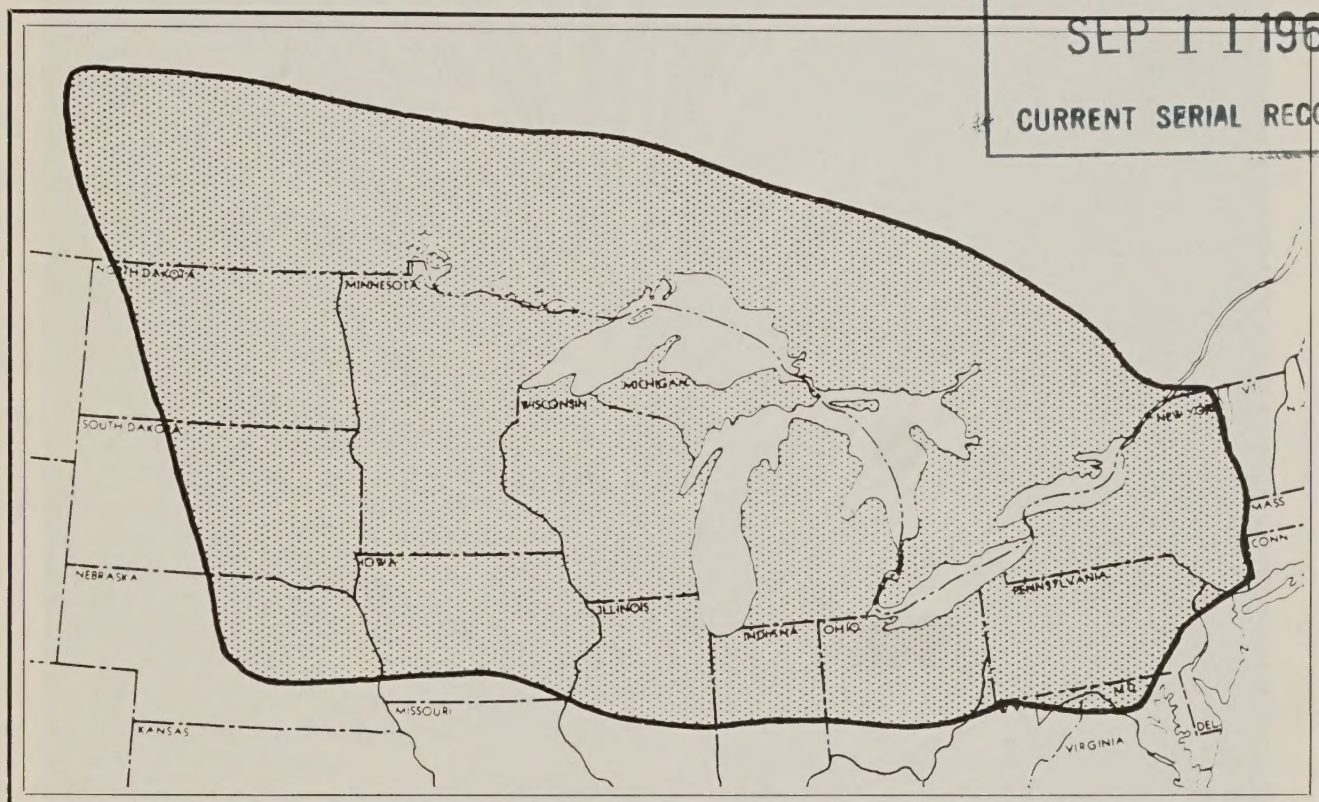 SEP 1 1 196
CURRENT SERIAL RECO
NORTH DAKOTA
MINNESOTA
MICHIGAN
WISCONSIN
NEW YORK
VT.
N
SOUTH DAKOTA
MASS
CONN
IOWA
NEBRASKA
PENNSYLVANIA
ILLINOIS
INDIANA
OHIO
MD.
MISSOURI
DEL
KANSAS
VIRGINIA